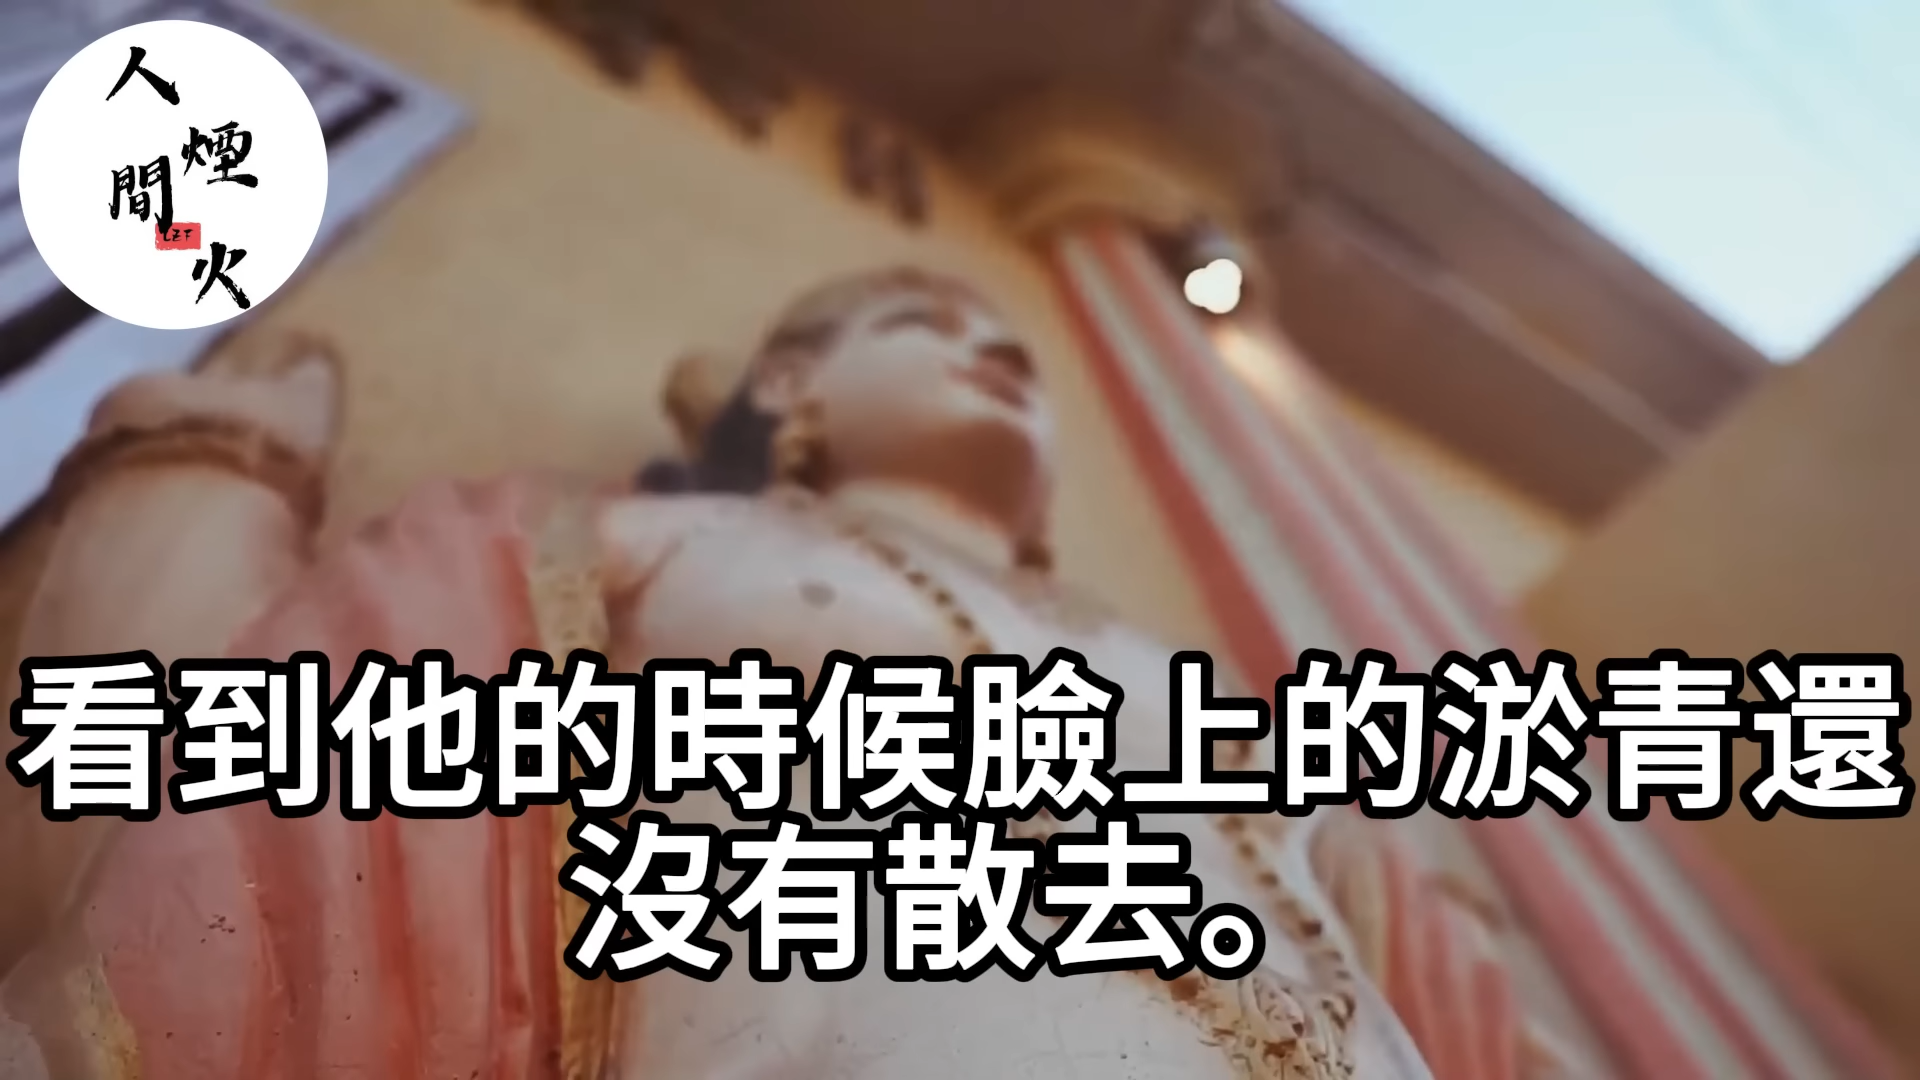 人間煙火
看到他的時候臉上的淤青還
沒有散去。